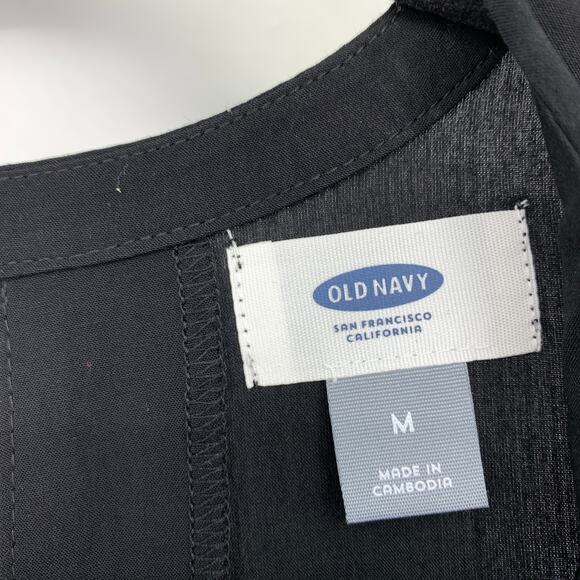 OLD NAVY
SAN FRANCISCO
CALIFORNIA
M
MADE IN
CAMBODIA